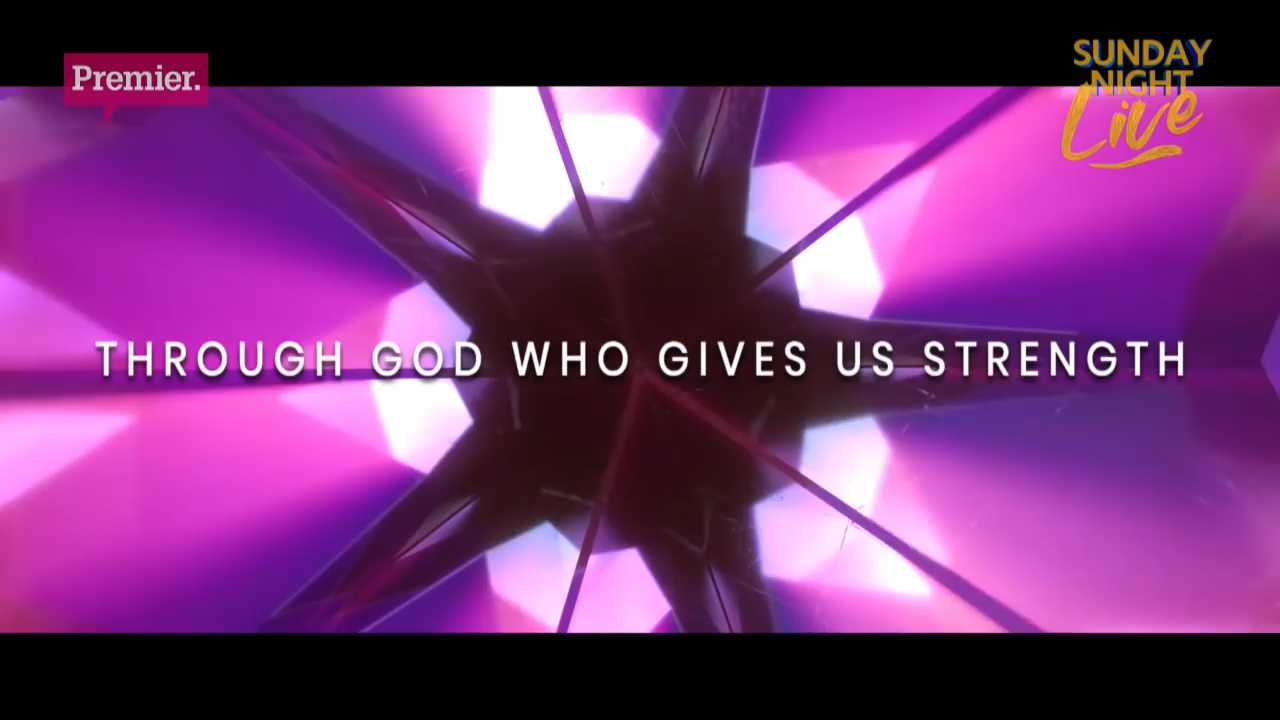 Premier.
SUNDAY
NIGHT
Live
THROUGH GOD WHO GIVES US STRENGTH